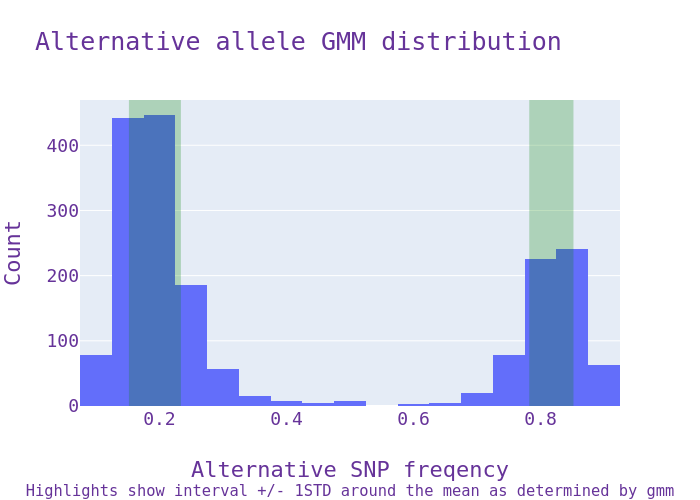 Alternative allele GMM distribution
400
300
200
100
0
Count
0.2 0.4 0.6 0.8
Alternative SNP freqency
Highlights show interval +/- 1STD around the mean as determined by gmm